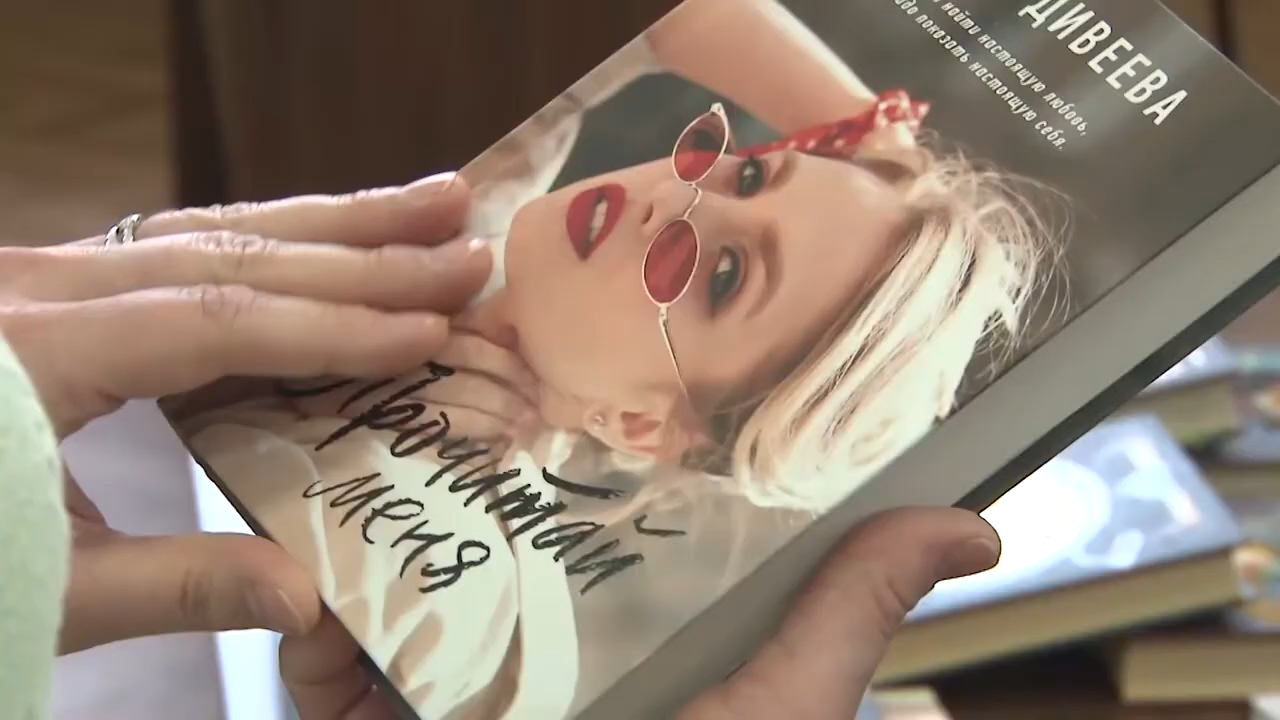 ДИВЕЕВА
найти настоящую любовь,
показать настоящую себя.
Прочитай
меня